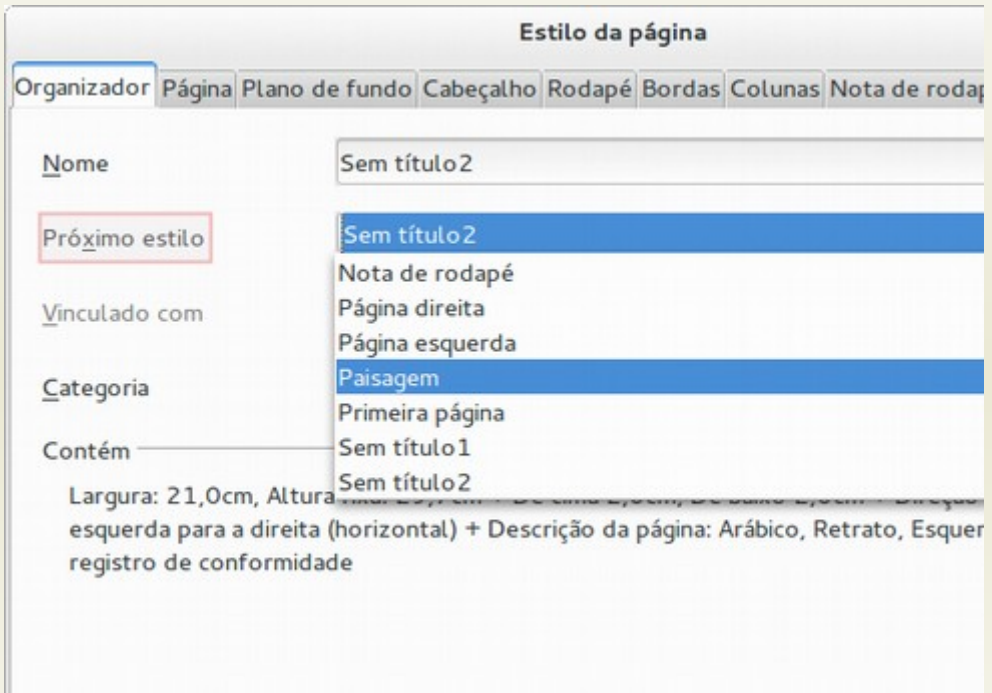 Estilo da página
Organizador Página Plano de fundo Cabeçalho Rodapé Bordas Colunas Nota de
Nome
Sem título2
Próximo estilo
Sem título2
Nota de rodapé
Página direita
Página esquerda
Paisagem
Primeira página
Sem título1
Sem título2
Vinculado com
Categoria
Contém
Largura: 21,0cm, Altura
esquerda para a direita (horizontal) + Descrição da página: Arábico, Retrato,
registro de conformidade